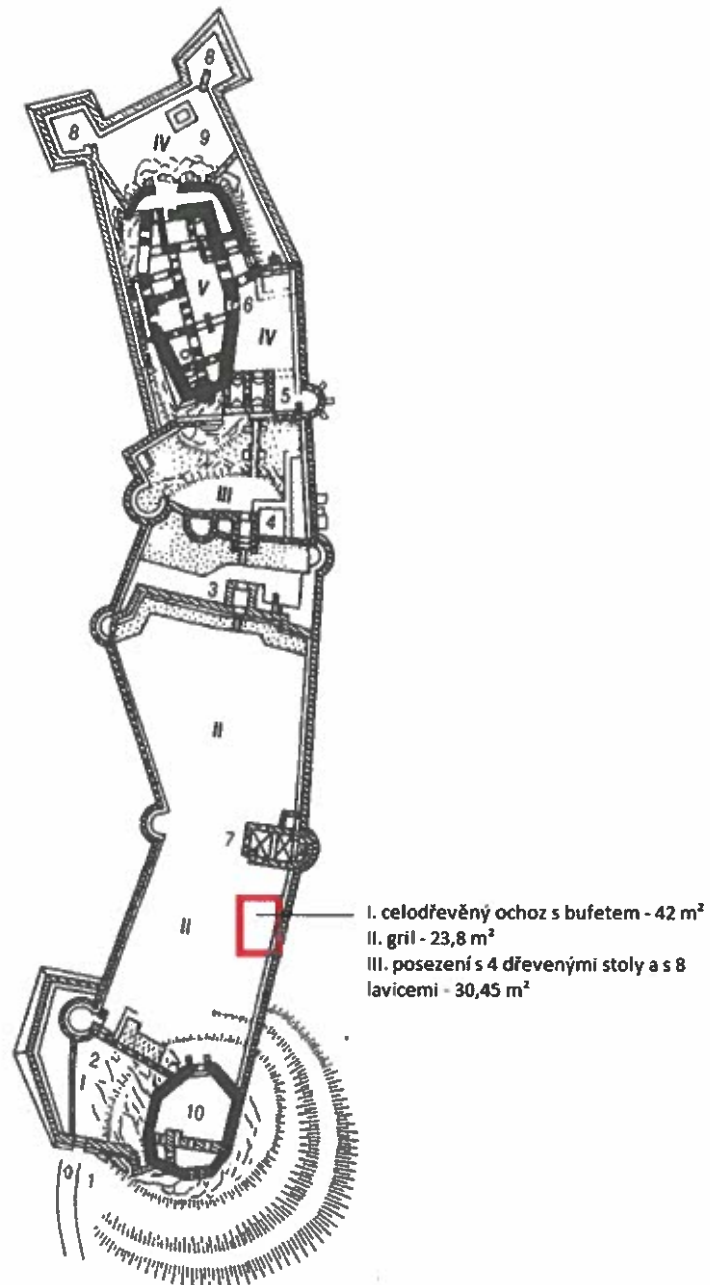 8
8
IV
9
V
6
IV
5
III
4
3
II
7
II
I. celodřevěný ochoz s bufetem - 42 m²
II. gril - 23,8 m²
III. posezení s 4 dřevenými stoly a s 8
lavicemi - 30,45 m²
2
I
10
0
1